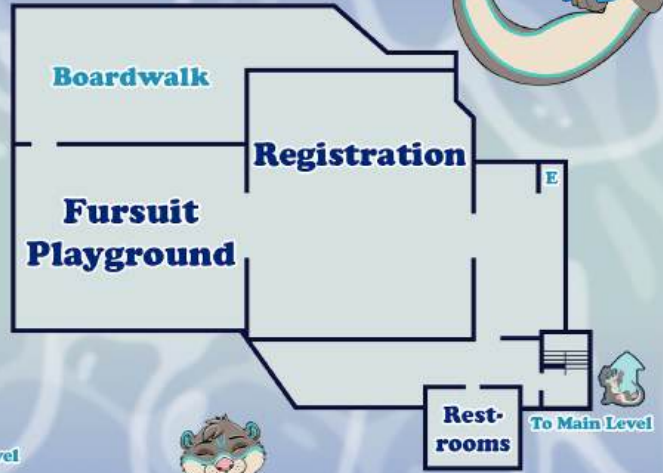 Boardwalk
Registration
E
Fursuit
Playground
Rest-
rooms
To Main Level